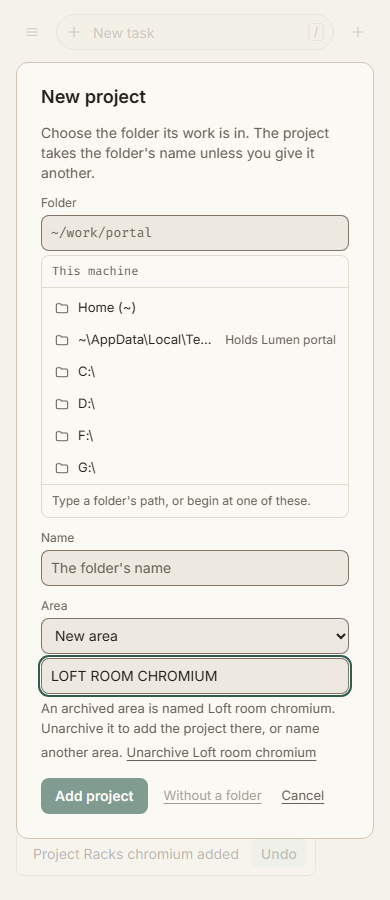 New task
/
New project
Choose the folder its work is in. The project
takes the folder's name unless you give it
another.
Folder
~/work/portal
This machine
Home (~)
~\AppData\Local\Te... Holds Lumen portal
C:\
D:\
F:\
G:\
Type a folder's path, or begin at one of these.
Name
The folder's name
Area
New area
LOFT ROOM CHROMIUM
An archived area is named Loft room chromium.
Unarchive it to add the project there, or name
another area. Unarchive Loft room chromium
Add project Without a folder Cancel
Project Racks chromium added Undo